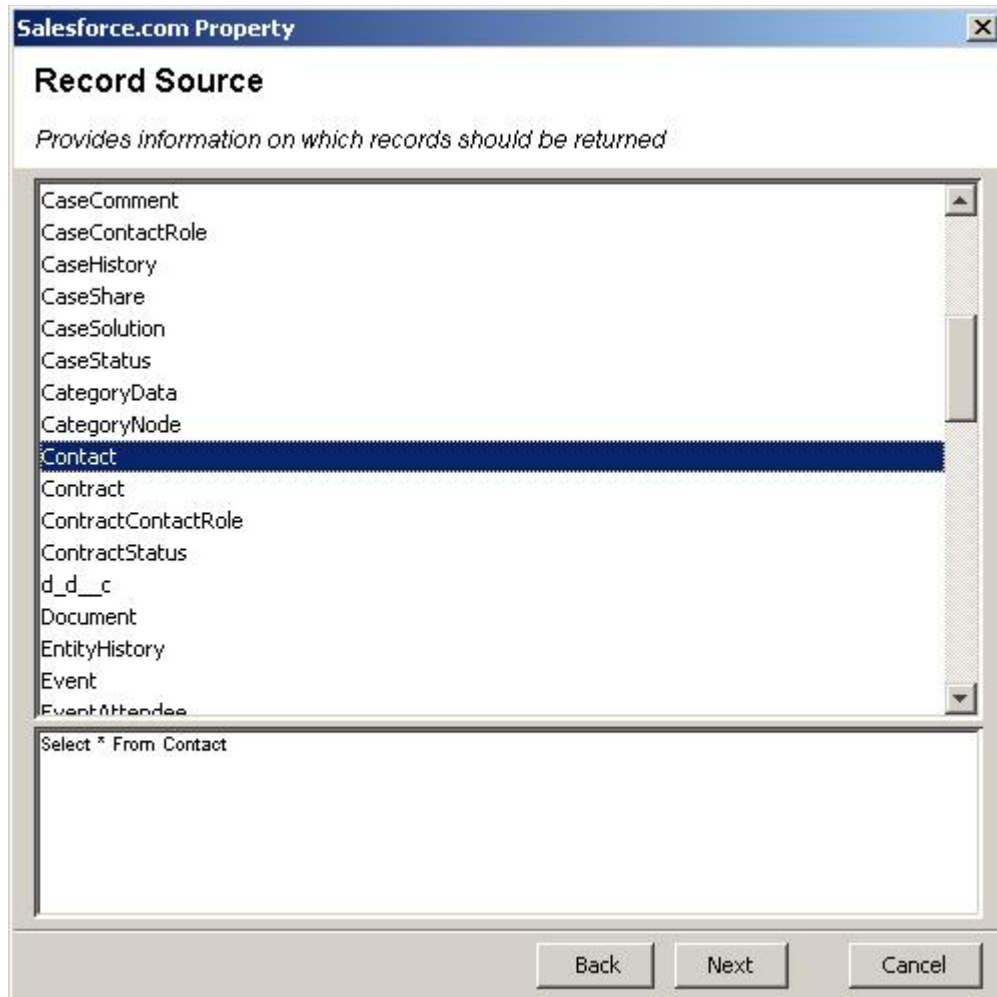 Salesforce.com Property
Record Source
Provides information on which records should be returned
CaseComment
CaseContactRole
CaseHistory
CaseShare
CaseSolution
CaseStatus
CategoryData
CategoryNode
Contact
Contract
ContractContactRole
ContractStatus
d_d__c
Document
EntityHistory
Event
EventAttendee
Select * From Contact
Back Next Cancel